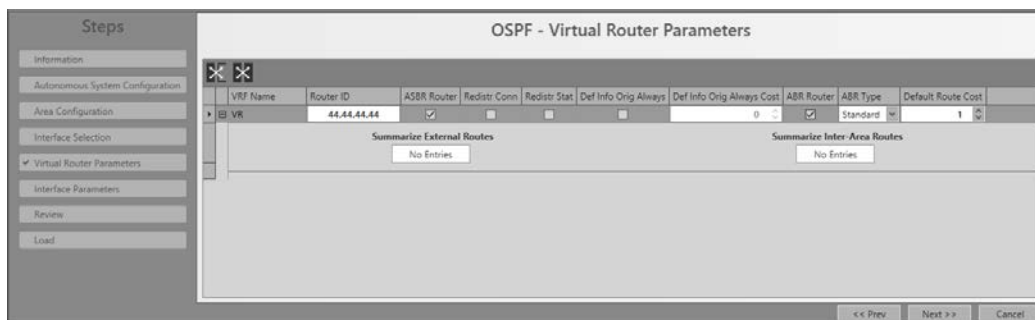 Steps
OSPF - Virtual Router Parameters
Information
Autonomous System Configuration
Area Configuration
Interface Selection
Virtual Router Parameters
Interface Parameters
Review
Load
VRF Name Router ID ASBR Router Redistr Conn Redistr Stat Def Info Orig Always Def Info Orig Always Cost ABR Router ABR Type Default Route Cost
VR 44.44.44.44 0 Standard 1
Summarize External Routes Summarize Inter-Area Routes
No Entries No Entries
<< Prev Next >> Cancel